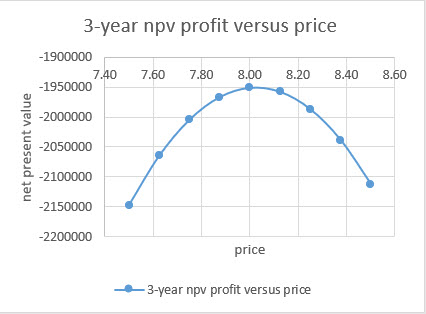 3-year npv profit versus price
-1900000
7.40 7.60 7.80 8.00 8.20 8.40 8.60
-1950000
-2000000
-2050000
-2100000
-2150000
-2200000
net present value
price
3-year npv profit versus price